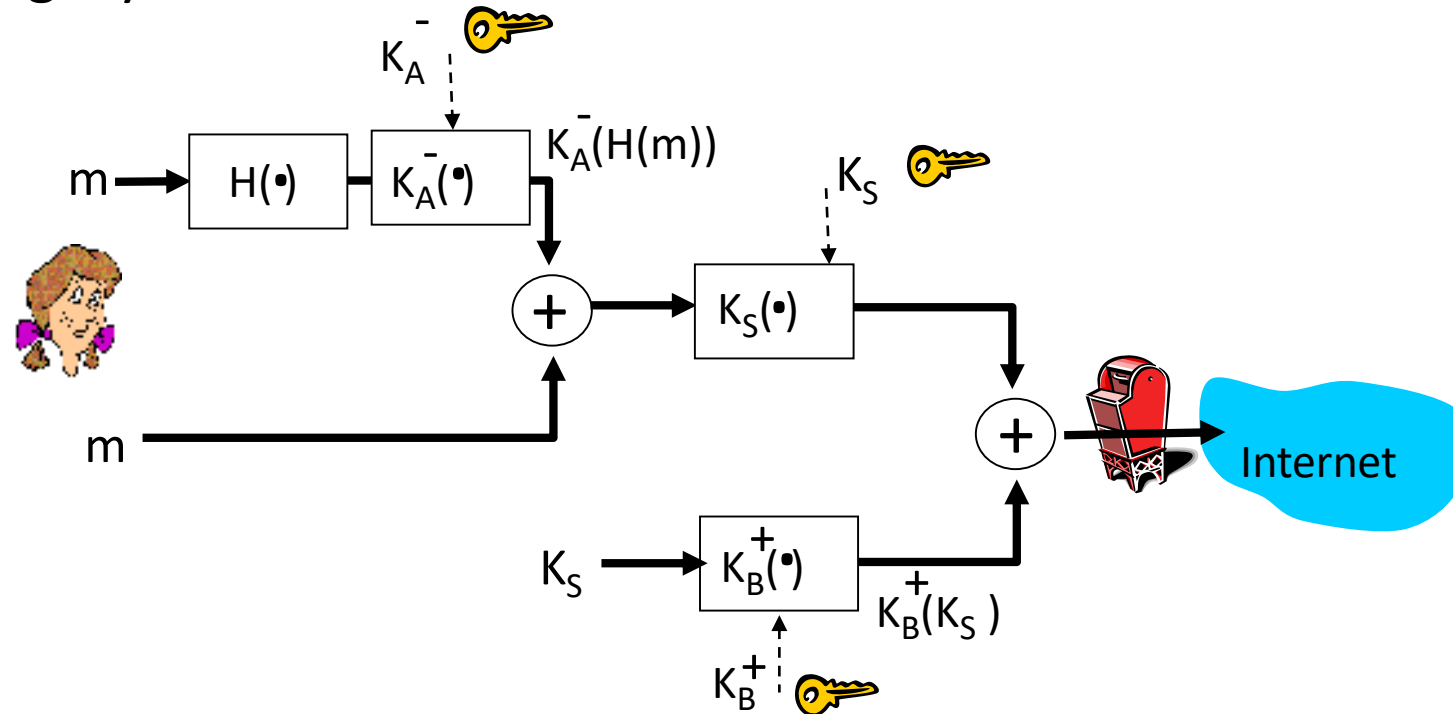 g y
K_A^-
K_A^-(H(m))
m
H(•)
K_A^-(•)
K_S
+
K_S(•)
m
+
Internet
K_S
K_B^+(•)
K_B^+(K_S )
K_B^+